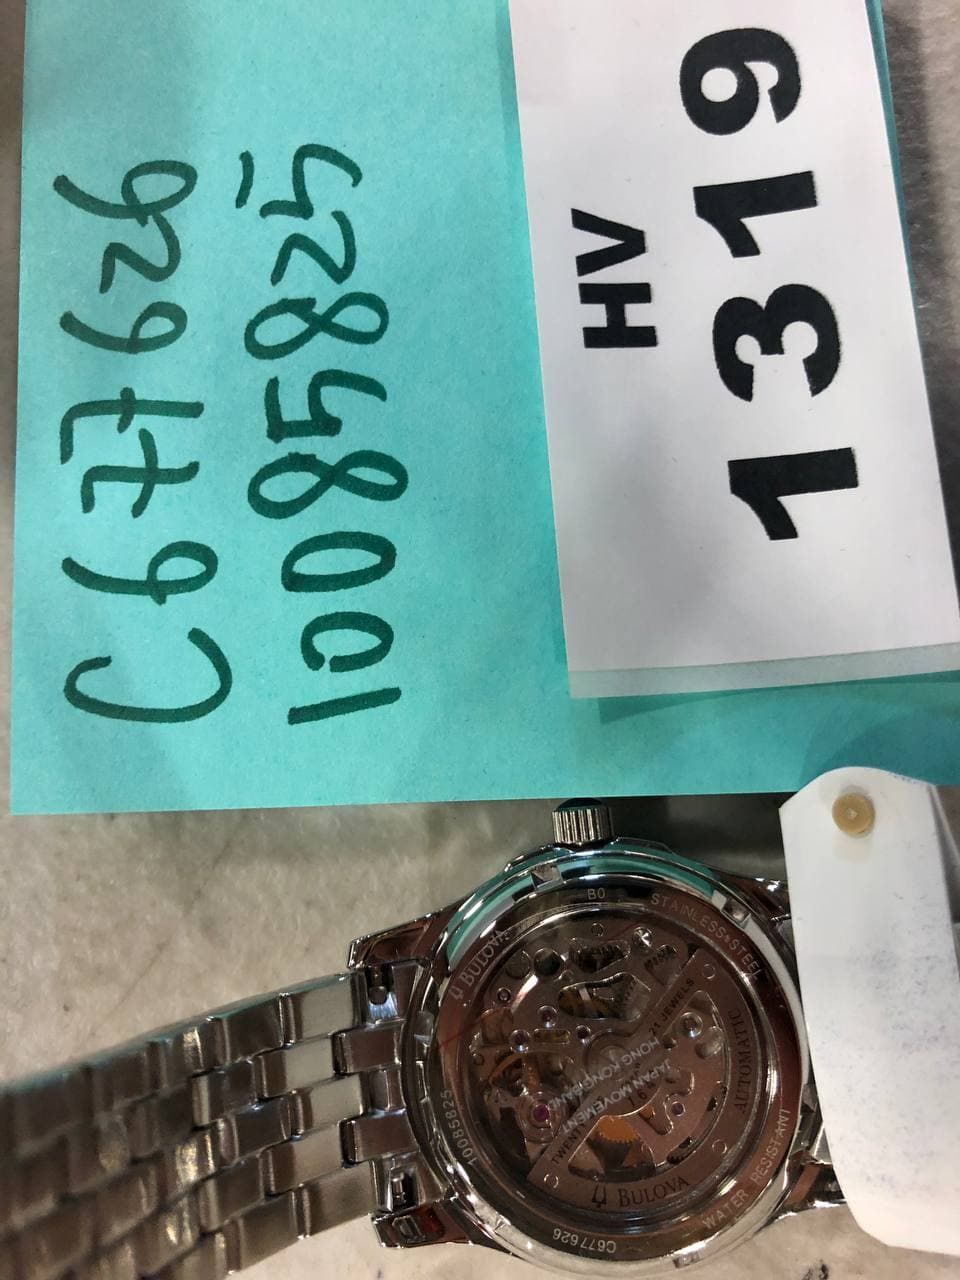 C677626
10085825
HV
1319
BULOVA
B0
STAINLESS STEEL
AUTOMATIC
WATER RESISTANT
C677626
10085825
21 JEWELS
JAPAN MOVEMENT
HONG KONG
BULOVA